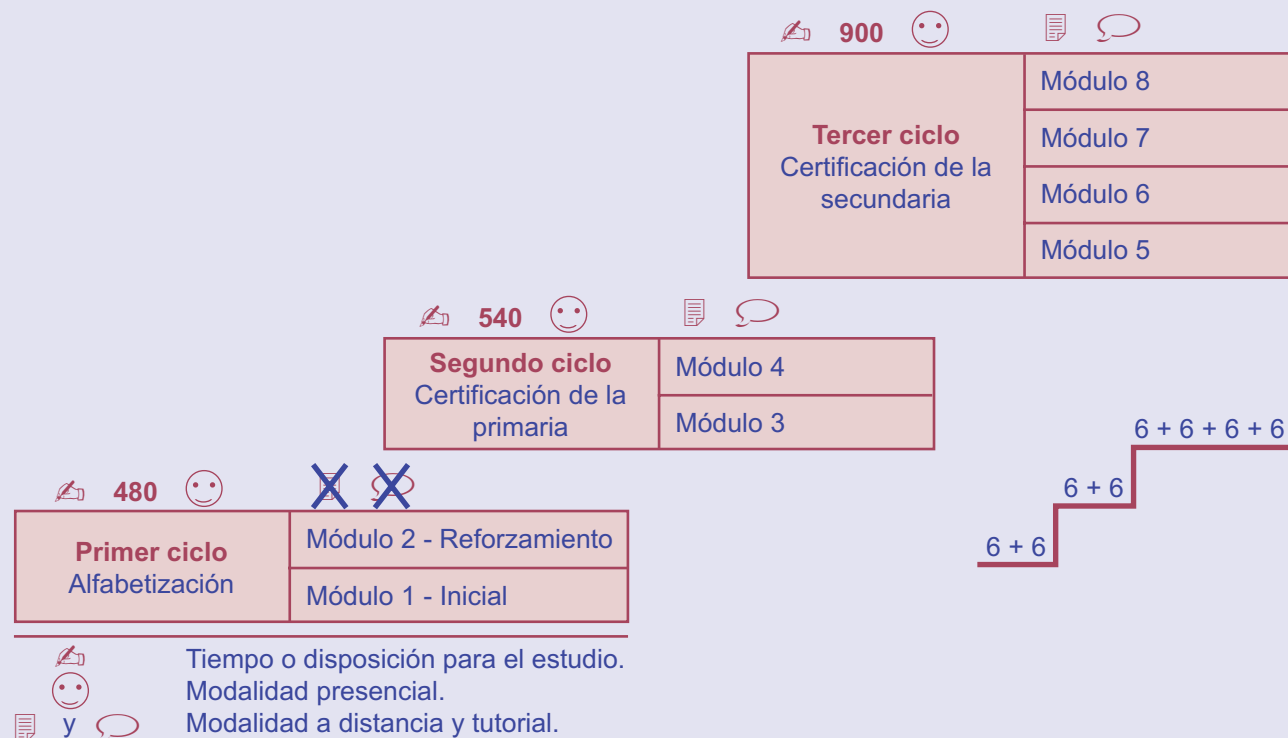 900
Tercer ciclo
Certificación de la
secundaria
Módulo 8
Módulo 7
Módulo 6
Módulo 5
540
Segundo ciclo
Certificación de la
primaria
Módulo 4
Módulo 3
480
Primer ciclo
Alfabetización
Módulo 2 - Reforzamiento
Módulo 1 - Inicial
6 + 6 + 6 + 6
6 + 6
6 + 6
Tiempo o disposición para el estudio.
Modalidad presencial.
y Modalidad a distancia y tutorial.